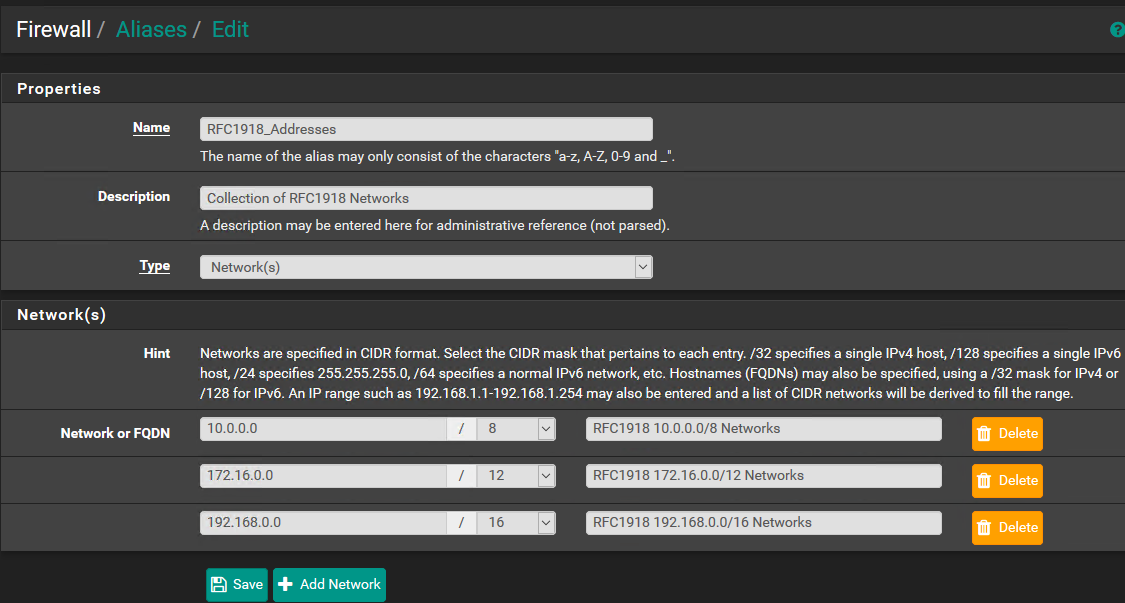 Firewall / Aliases / Edit
?
Properties
Name
RFC1918_Addresses
The name of the alias may only consist of the characters "a-z, A-Z, 0-9 and _".
Description
Collection of RFC1918 Networks
A description may be entered here for administrative reference (not parsed).
Type
Network(s)
Network(s)
Hint
Networks are specified in CIDR format. Select the CIDR mask that pertains to each entry. /32 specifies a single IPv4 host, /128 specifies a single IPv6
host, /24 specifies 255.255.255.0, /64 specifies a normal IPv6 network, etc. Hostnames (FQDNs) may also be specified, using a /32 mask for IPv4 or
/128 for IPv6. An IP range such as 192.168.1.1-192.168.1.254 may also be entered and a list of CIDR networks will be derived to fill the range.
Network or FQDN 10.0.0.0 / 8 RFC1918 10.0.0.0/8 Networks Delete
172.16.0.0 / 12 RFC1918 172.16.0.0/12 Networks Delete
192.168.0.0 / 16 RFC1918 192.168.0.0/16 Networks Delete
Save Add Network